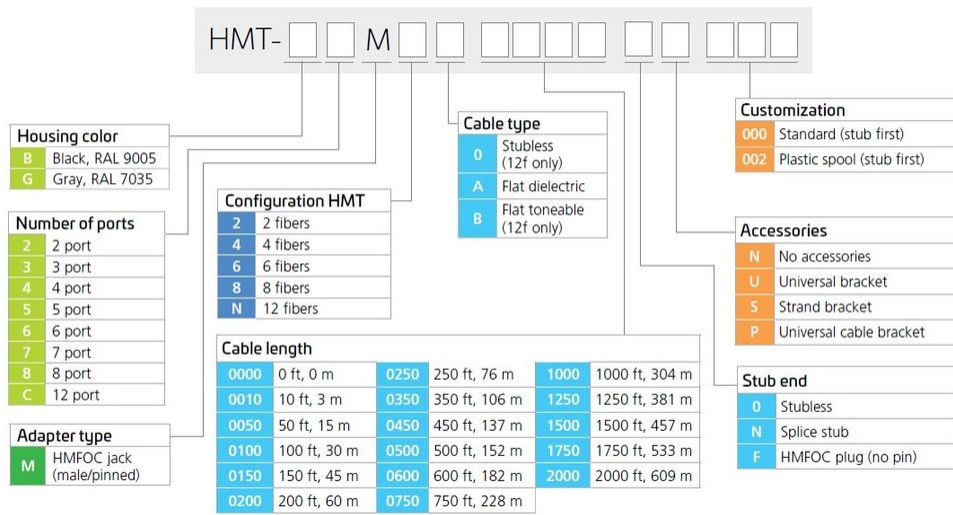 HMT- M
Housing color
B Black, RAL 9005
G Gray, RAL 7035
Number of ports
2 2 port
3 3 port
4 4 port
5 5 port
6 6 port
7 7 port
8 8 port
C 12 port
Adapter type
M HMFOC jack
(male/pinned)
Configuration HMT
2 2 fibers
4 4 fibers
6 6 fibers
8 8 fibers
N 12 fibers
Cable type
0 Stubless
(12f only)
A Flat dielectric
B Flat toneable
(12f only)
Cable length
0000 0 ft, 0 m 0250 250 ft, 76 m 1000 1000 ft, 304 m
0010 10 ft, 3 m 0350 350 ft, 106 m 1250 1250 ft, 381 m
0050 50 ft, 15 m 0450 450 ft, 137 m 1500 1500 ft, 457 m
0100 100 ft, 30 m 0500 500 ft, 152 m 1750 1750 ft, 533 m
0150 150 ft, 45 m 0600 600 ft, 182 m 2000 2000 ft, 609 m
0200 200 ft, 60 m 0750 750 ft, 228 m
Customization
000 Standard (stub first)
002 Plastic spool (stub first)
Accessories
N No accessories
U Universal bracket
S Strand bracket
P Universal cable bracket
Stub end
0 Stubless
N Splice stub
F HMFOC plug (no pin)